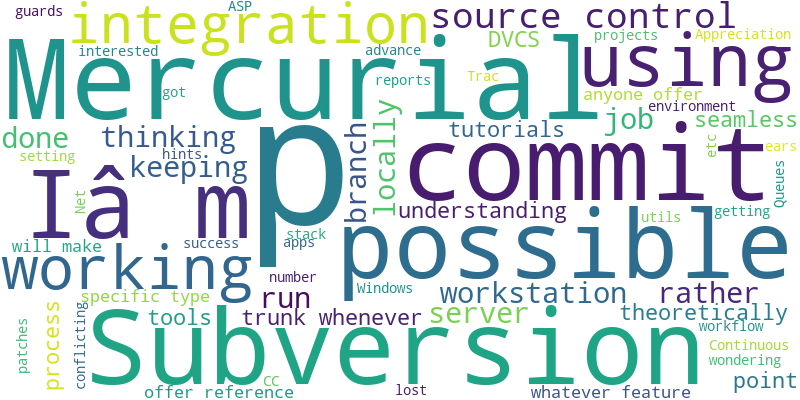 guards
ASP
integration
source control
interested
advance
DVCS
projects
Appreciation
Mercurial
using
reports
Trac
got
anyone offer
environment
done
thinking
hints
keeping
setting
p
branch
locally
tutorials
job
seamless
etc
ears
commit
Queues
Iâ m
Net
understanding
utils
getting
will make
success
stack
apps
possible
working
number
Windows
specific type
run
workstation
rather
process
patches
conflicting
Subversion
tools
trunk whenever
server
theoretically
workflow
Continuous
wondering
CC
offer reference
lost
whatever feature
point